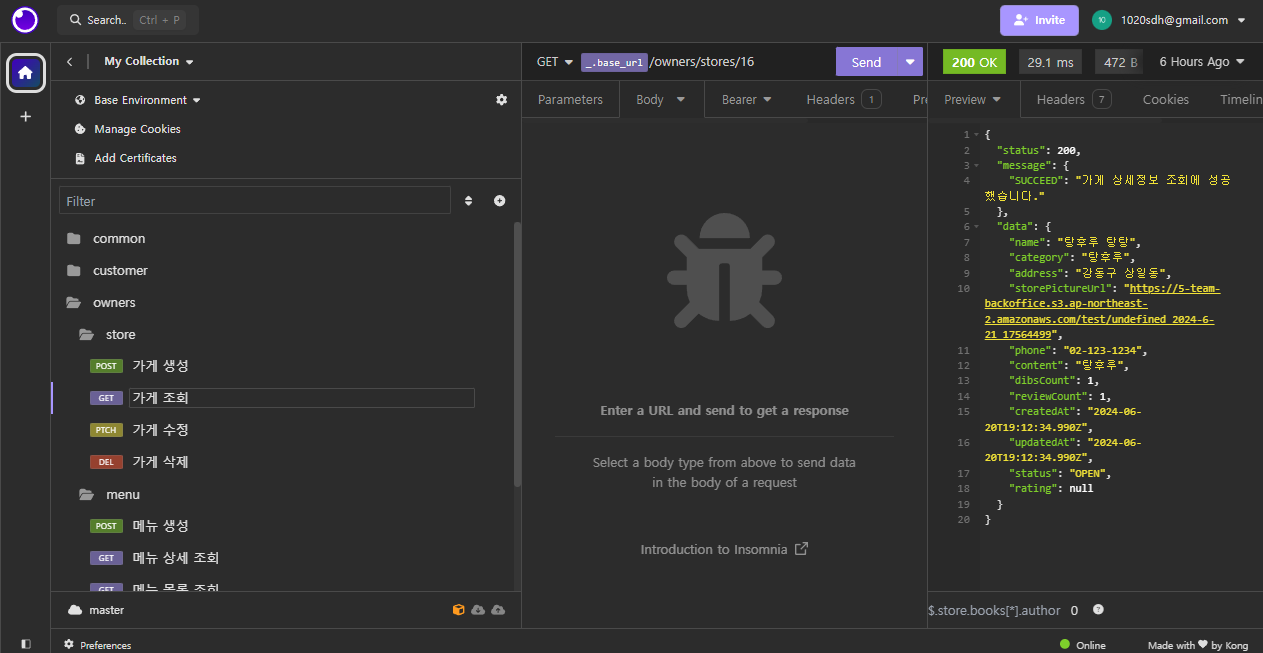 Search.. Ctrl + P
Invite
10 1020sdh@gmail.com
My Collection
Base Environment
Manage Cookies
Add Certificates
Filter
common
customer
owners
store
POST 가게 생성
GET 가게 조회
PTCH 가게 수정
DEL 가게 삭제
menu
POST 메뉴 생성
GET 메뉴 상세 조회
GET 메뉴 목록 조회
master
Preferences
GET _.base_url /owners/stores/16 Send
Parameters Body Bearer Headers 1 Pre
Enter a URL and send to get a response
Select a body type from above to send data
in the body of a request
Introduction to Insomnia
200 OK 29.1 ms 472 B 6 Hours Ago
Preview Headers 7 Cookies Timelin
1 {
2 "status": 200,
3 "message": {
4 "SUCCEED": "가게 상세정보 조회에 성공
했습니다."
5 },
6 "data": {
7 "name": "탕후루 탕탕",
8 "category": "탕후루",
9 "address": "강동구 상일동",
10 "storePictureUrl": "https://5-team-
backoffice.s3.ap-northeast-
2.amazonaws.com/test/undefined_2024-6-
21_17564499",
11 "phone": "02-123-1234",
12 "content": "탕후루",
13 "dibsCount": 1,
14 "reviewCount": 1,
15 "createdAt": "2024-06-
20T19:12:34.990Z",
16 "updatedAt": "2024-06-
20T19:12:34.990Z",
17 "status": "OPEN",
18 "rating": null
19 }
20 }
$.store.books[*].author 0
Online
Made with ♥ by Kong